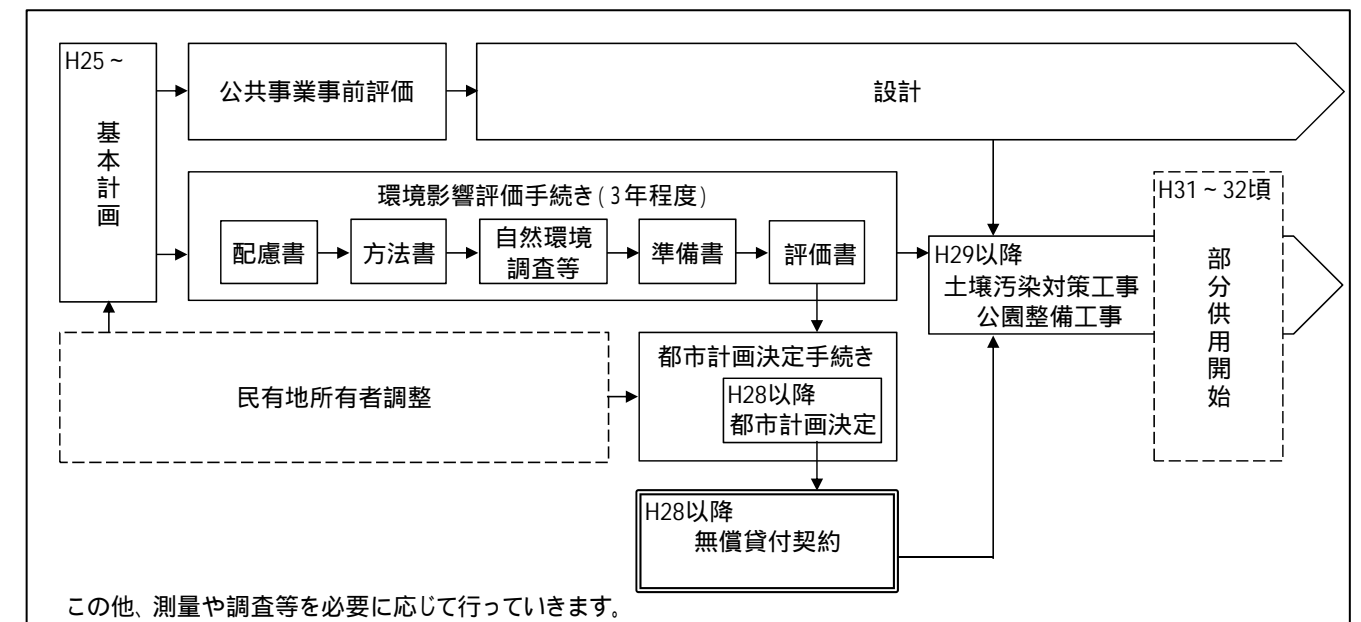 H25～
基本計画
公共事業事前評価
設計
環境影響評価手続き(3年程度)
配慮書
方法書
自然環境
調査等
準備書
評価書
H29以降
土壌汚染対策工事
公園整備工事
H31～32頃
部分供用開始
民有地所有者調整
都市計画決定手続き
H28以降
都市計画決定
H28以降
無償貸付契約
この他、測量や調査等を必要に応じて行っていきます。